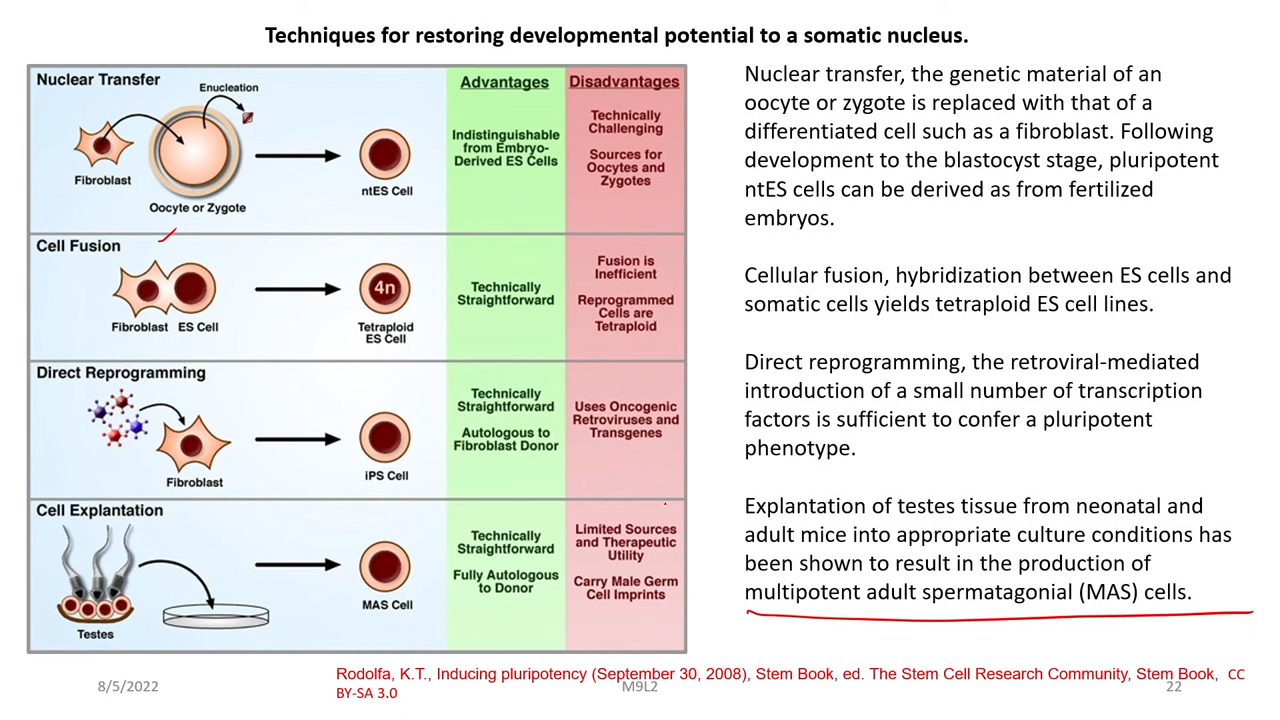 Techniques for restoring developmental potential to a somatic nucleus.
Nuclear Transfer
Enucleation
Fibroblast
Oocyte or Zygote
ntES Cell
Advantages
Indistinguishable
from Embryo-
Derived ES Cells
Disadvantages
Technically
Challenging
Sources for
Oocytes and
Zygotes
Cell Fusion
Fibroblast ES Cell
4n
Tetraploid
ES Cell
Technically
Straightforward
Fusion is
Inefficient
Reprogrammed
Cells are
Tetraploid
Direct Reprogramming
Fibroblast
iPS Cell
Technically
Straightforward
Autologous to
Fibroblast Donor
Uses Oncogenic
Retroviruses and
Transgenes
Cell Explantation
Testes
MAS Cell
Technically
Straightforward
Fully Autologous
to Donor
Limited Sources
and Therapeutic
Utility
Carry Male Germ
Cell Imprints
Nuclear transfer, the genetic material of an
oocyte or zygote is replaced with that of a
differentiated cell such as a fibroblast. Following
development to the blastocyst stage, pluripotent
ntES cells can be derived as from fertilized
embryos.
Cellular fusion, hybridization between ES cells and
somatic cells yields tetraploid ES cell lines.
Direct reprogramming, the retroviral-mediated
introduction of a small number of transcription
factors is sufficient to confer a pluripotent
phenotype.
Explantation of testes tissue from neonatal and
adult mice into appropriate culture conditions has
been shown to result in the production of
multipotent adult spermatagonial (MAS) cells.
Rodolfa, K.T., Inducing pluripotency (September 30, 2008), Stem Book, ed. The Stem Cell Research Community, Stem Book, CC
BY-SA 3.0
8/5/2022
M9L2
22